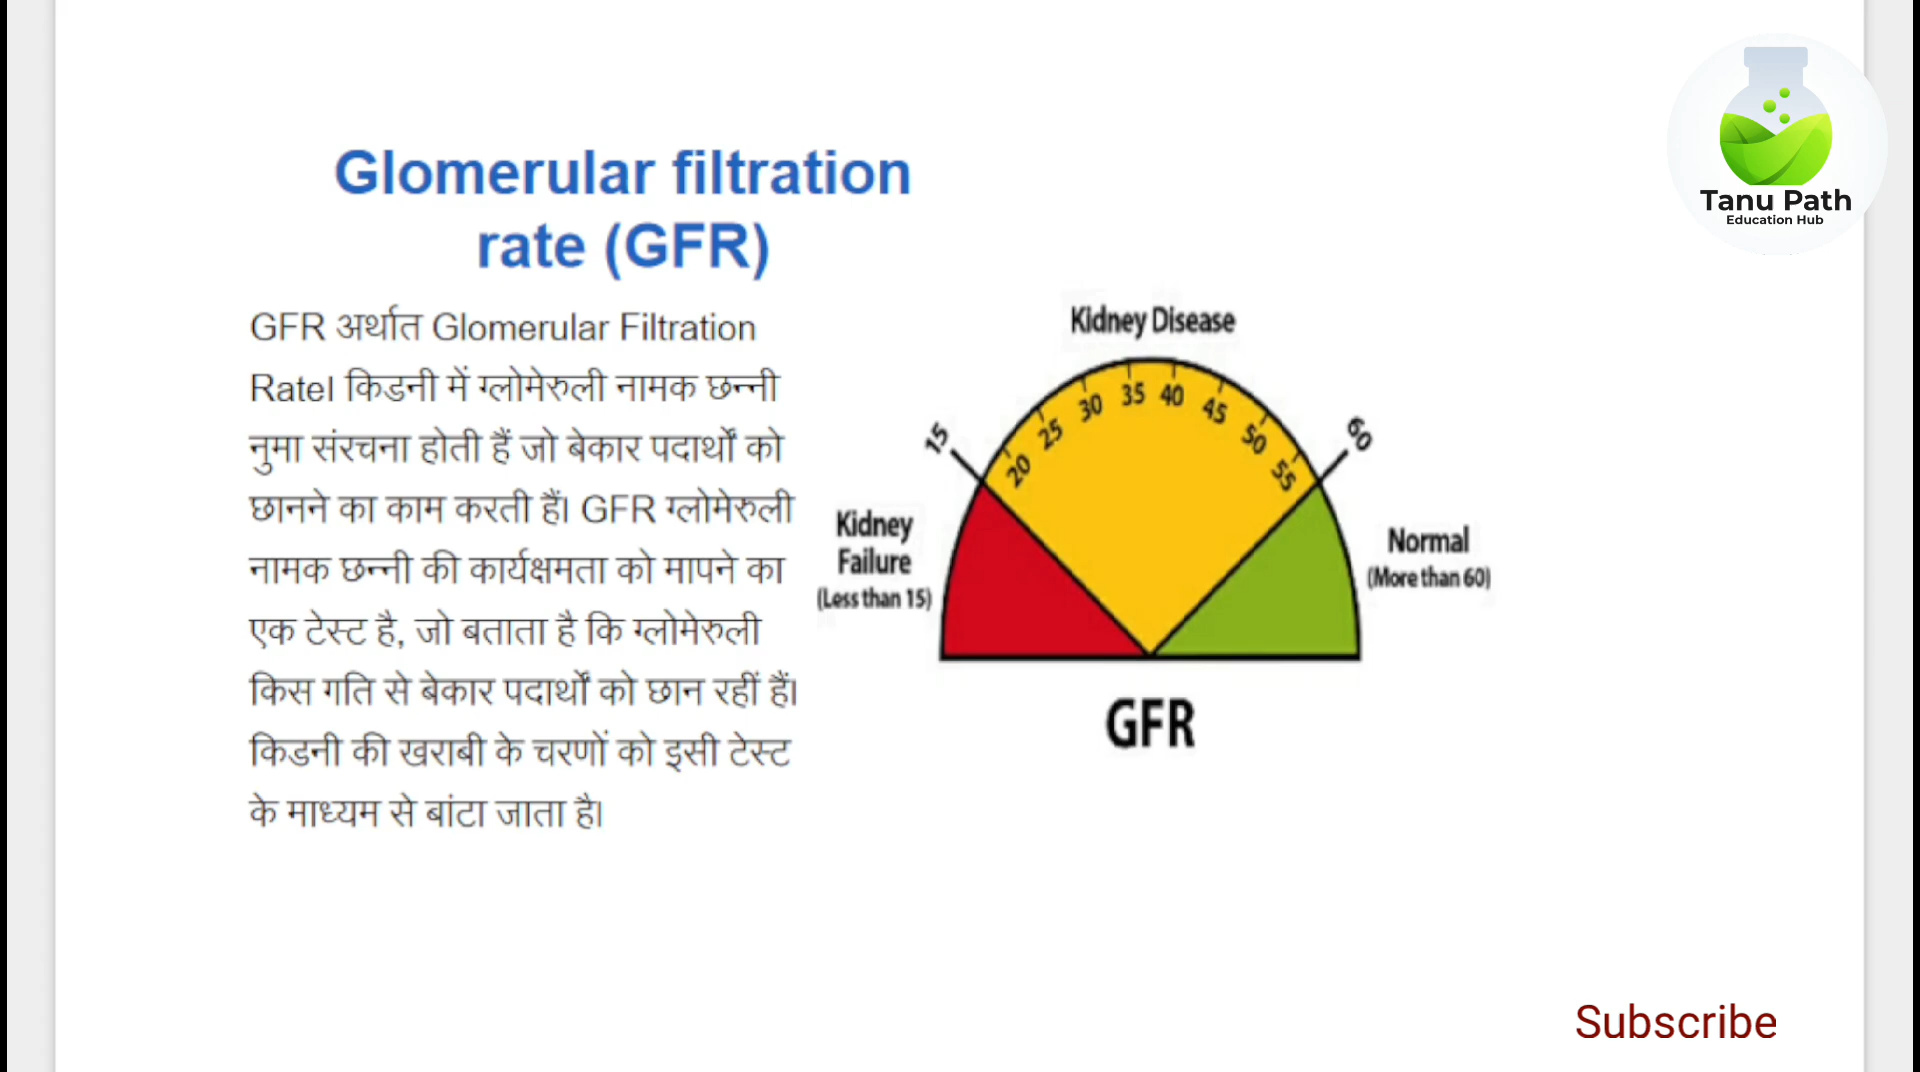 Tanu Path
Education Hub
Glomerular filtration
rate (GFR)
GFR अर्थात Glomerular Filtration
Rate। किडनी में ग्लोमेरुली नामक छन्नी
नुमा संरचना होती हैं जो बेकार पदार्थों को
छानने का काम करती हैं। GFR ग्लोमेरुली
नामक छन्नी की कार्यक्षमता को मापने का
एक टेस्ट है, जो बताता है कि ग्लोमेरुली
किस गति से बेकार पदार्थों को छान रहीं हैं।
किडनी की खराबी के चरणों को इसी टेस्ट
के माध्यम से बांटा जाता है।
Kidney Disease
15
20
25
30
35
40
45
50
55
60
Kidney
Failure
(Less than 15)
Normal
(More than 60)
GFR
Subscribe